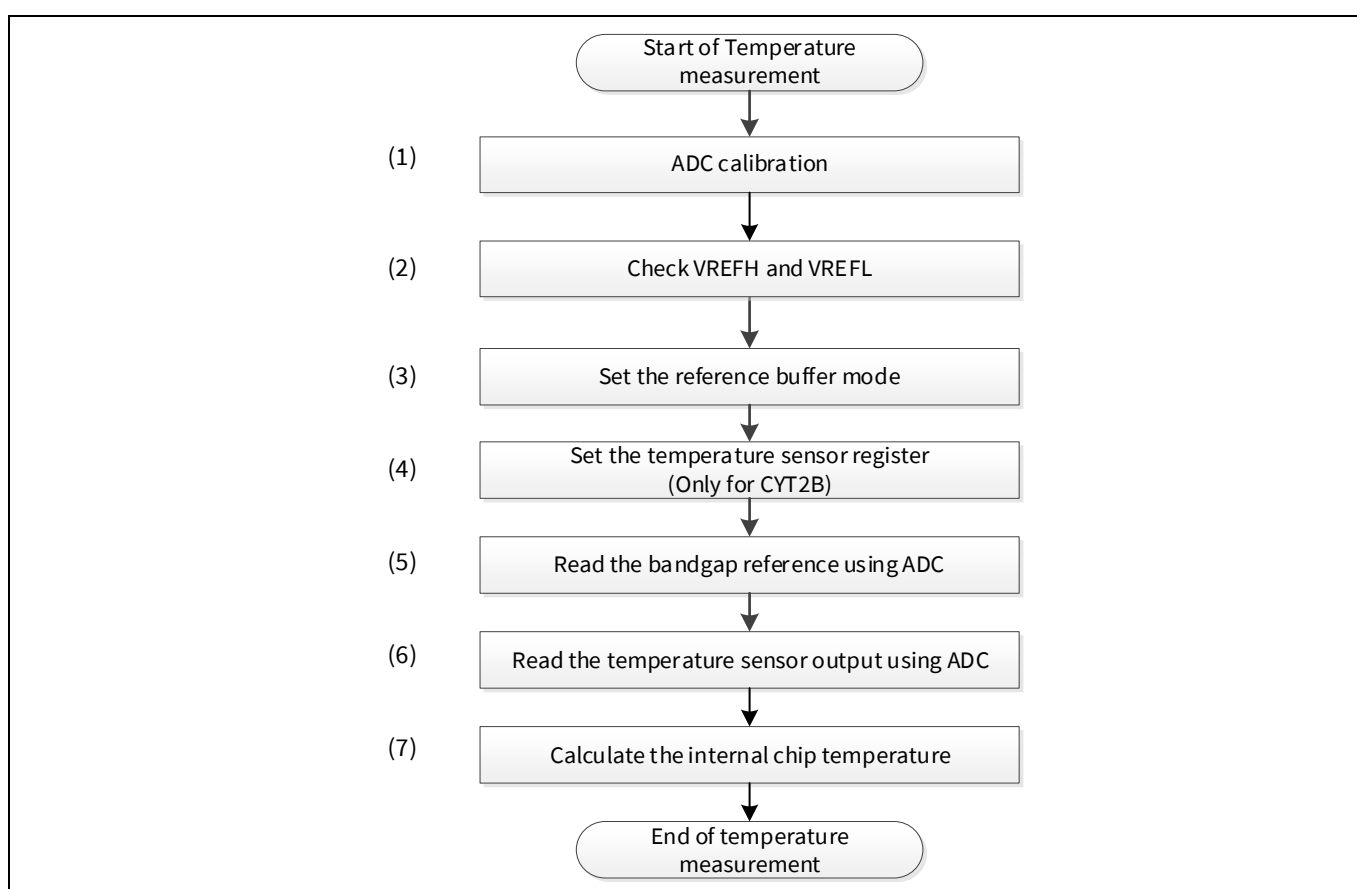 Start of Temperature
measurement
(1)
ADC calibration
(2)
Check VREFH and VREFL
(3)
Set the reference buffer mode
(4)
Set the temperature sensor register
(Only for CYT2B)
(5)
Read the bandgap reference using ADC
(6)
Read the temperature sensor output using ADC
(7)
Calculate the internal chip temperature
End of temperature
measurement